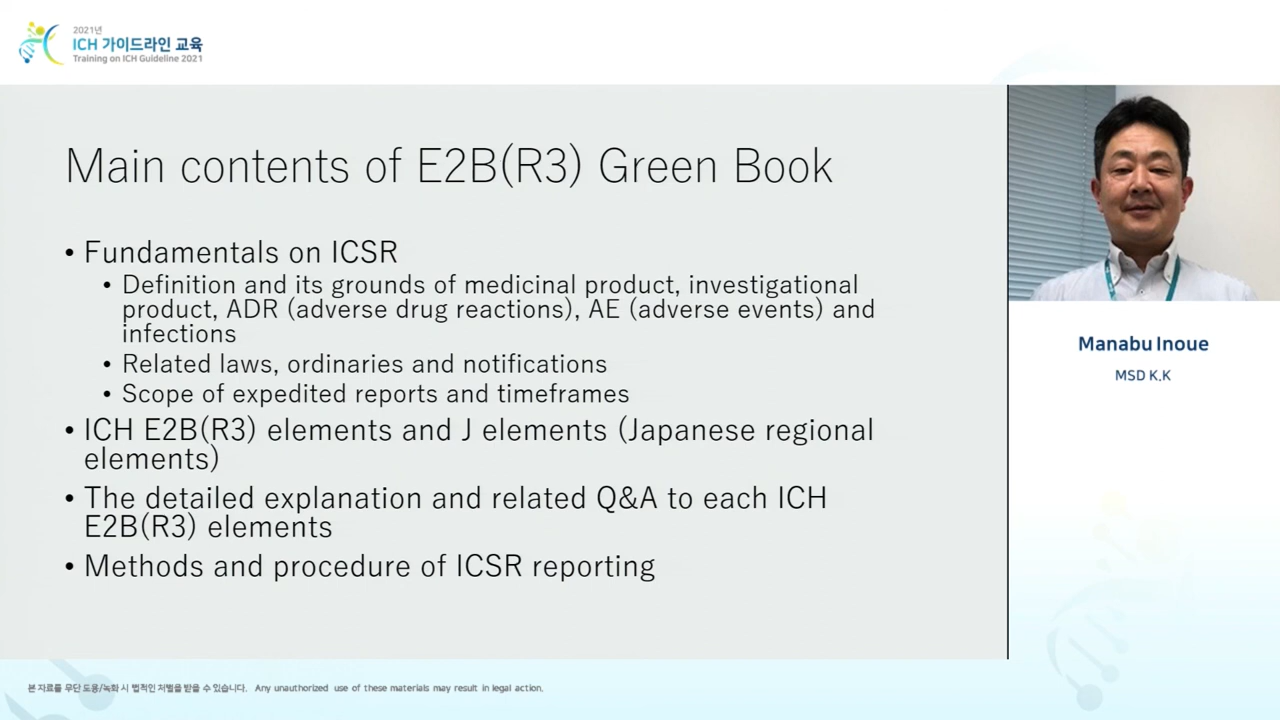 2021년
ICH 가이드라인 교육
Training on ICH Guideline 2021
Main contents of E2B(R3) Green Book
• Fundamentals on ICSR
• Definition and its grounds of medicinal product, investigational
product, ADR (adverse drug reactions), AE (adverse events) and
infections
• Related laws, ordinaries and notifications
• Scope of expedited reports and timeframes
• ICH E2B(R3) elements and J elements (Japanese regional
elements)
• The detailed explanation and related Q&A to each ICH
E2B(R3) elements
• Methods and procedure of ICSR reporting
Manabu Inoue
MSD K.K
본 자료를 무단 도용/녹화 시 법적인 처벌을 받을 수 있습니다. Any unauthorized use of these materials may result in legal action.